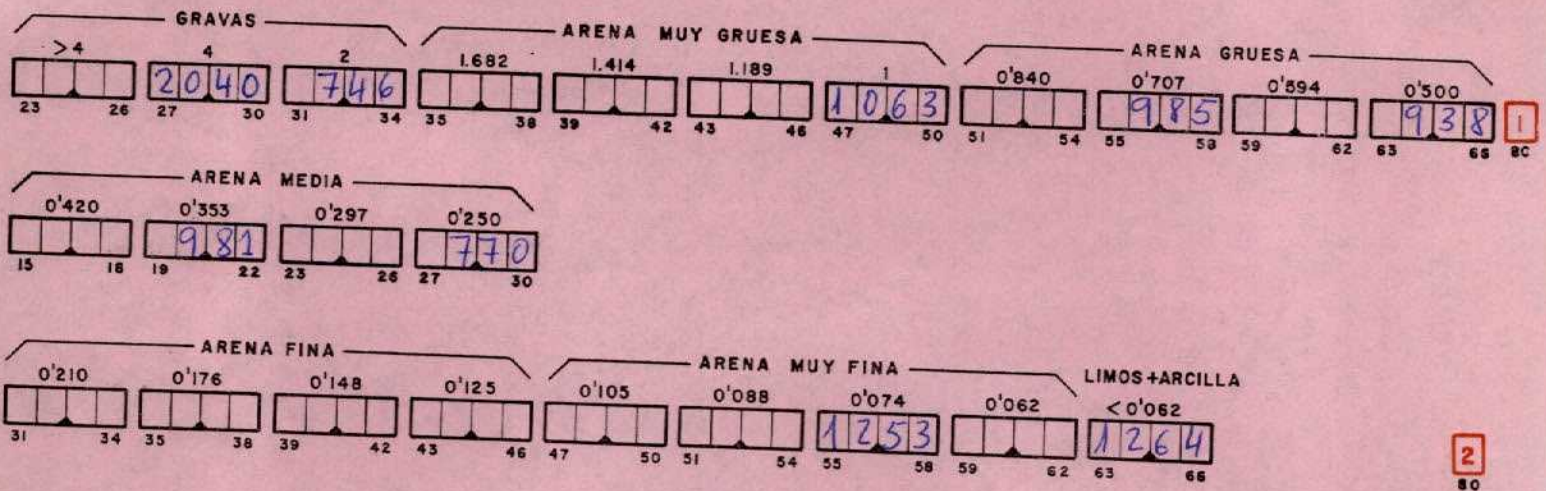 GRAVAS ARENA MUY GRUESA ARENA GRUESA
>4 4 2 1.682 1.414 1.189 1 0'840 0'707 0'594 0'500
2040 746 1063 985 938 1
23 26 27 30 31 34 35 38 39 42 43 46 47 50 51 54 55 58 59 62 63 66 80
ARENA MEDIA
0'420 0'353 0'297 0'250
981 770
15 18 19 22 23 26 27 30
ARENA FINA ARENA MUY FINA LIMOS+ARCILLA
0'210 0'176 0'148 0'125 0'105 0'088 0'074 0'062 <0'062
1253 1264
31 34 35 38 39 42 43 46 47 50 51 54 55 58 59 62 63 66
2
80